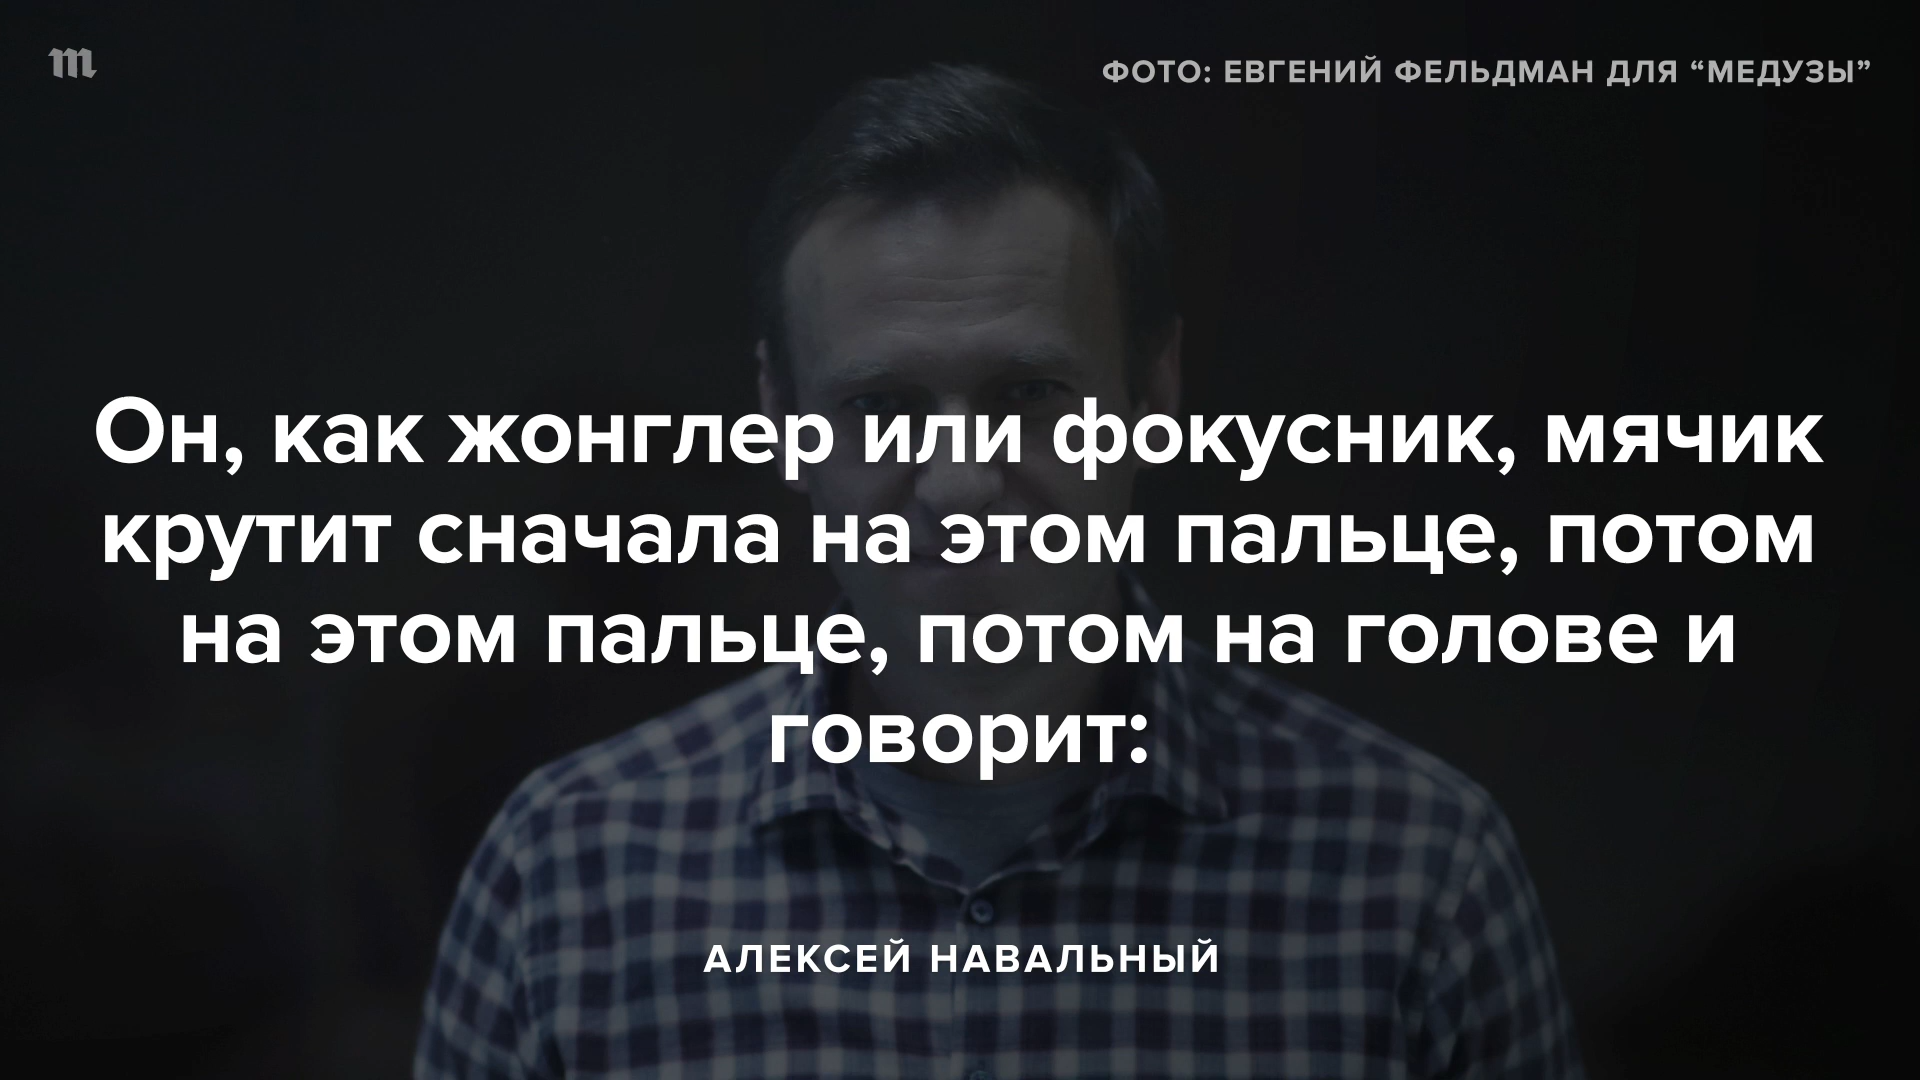 m
ФОТО: ЕВГЕНИЙ ФЕЛЬДМАН ДЛЯ “МЕДУЗЫ”
Он, как жонглер или фокусник, мячик
крутит сначала на этом пальце, потом
на этом пальце, потом на голове и
говорит:
АЛЕКСЕЙ НАВАЛЬНЫЙ